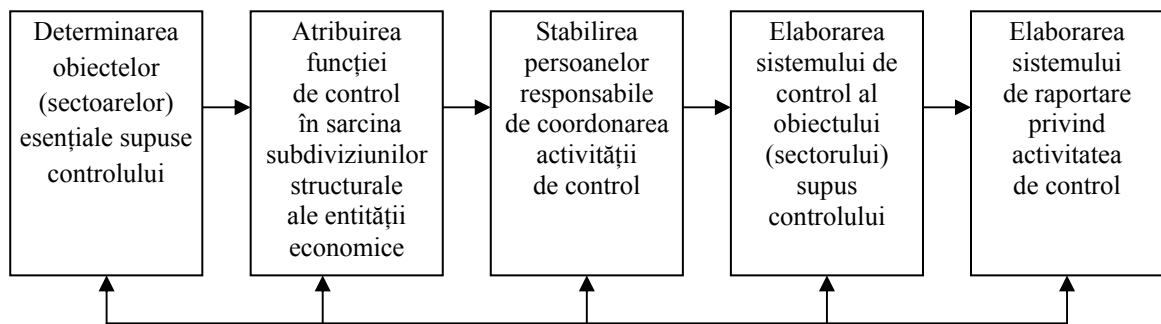 Determinarea
obiectelor
(sectoarelor)
esențiale supuse
controlului
Atribuirea
funcției
de control
în sarcina
subdiviziunilor
structurale
ale entității
economice
Stabilirea
persoanelor
responsabile
de coordonarea
activității
de control
Elaborarea
sistemului de
control al
obiectului
(sectorului)
supus
controlului
Elaborarea
sistemului
de raportare
privind
activitatea
de control